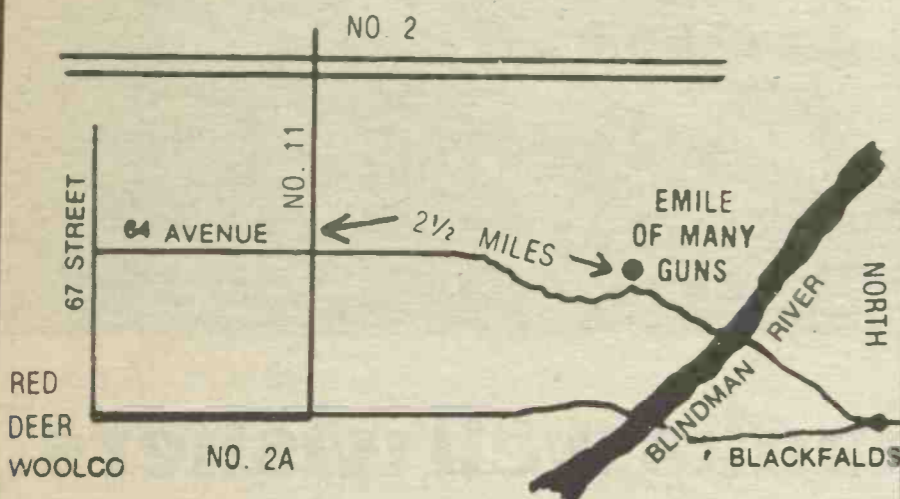 NO. 2
NO. 11
67 STREET
64 AVENUE
2½ MILES
EMILE
OF MANY
GUNS
NORTH
BLINDMAN RIVER
RED
DEER
WOOLCO
NO. 2A
BLACKFALDS